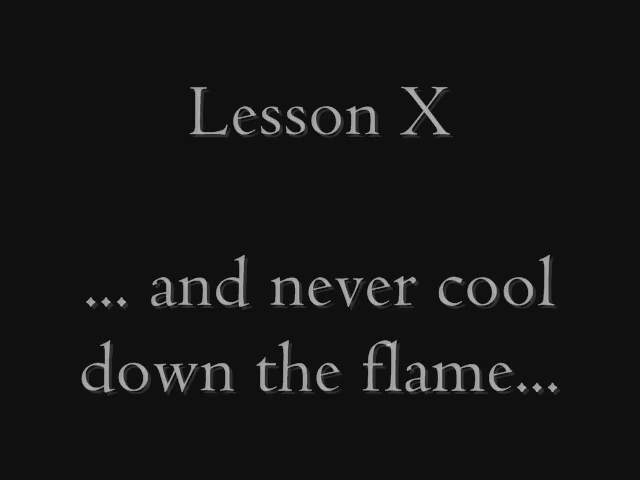 Lesson X
... and never cool
down the flame...